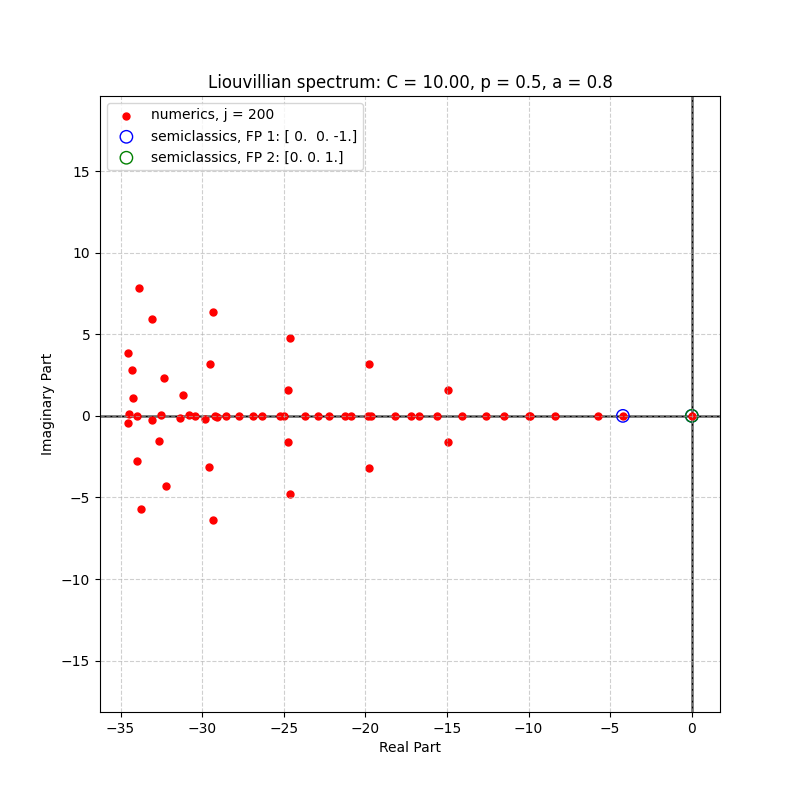 Liouvillian spectrum: C = 10.00, p = 0.5, a = 0.8
numerics, j = 200
semiclassics, FP 1: [ 0.  0. -1.]
semiclassics, FP 2: [0. 0. 1.]
15
10
5
0
−5
−10
−15
Imaginary Part
−35 −30 −25 −20 −15 −10 −5 0
Real Part